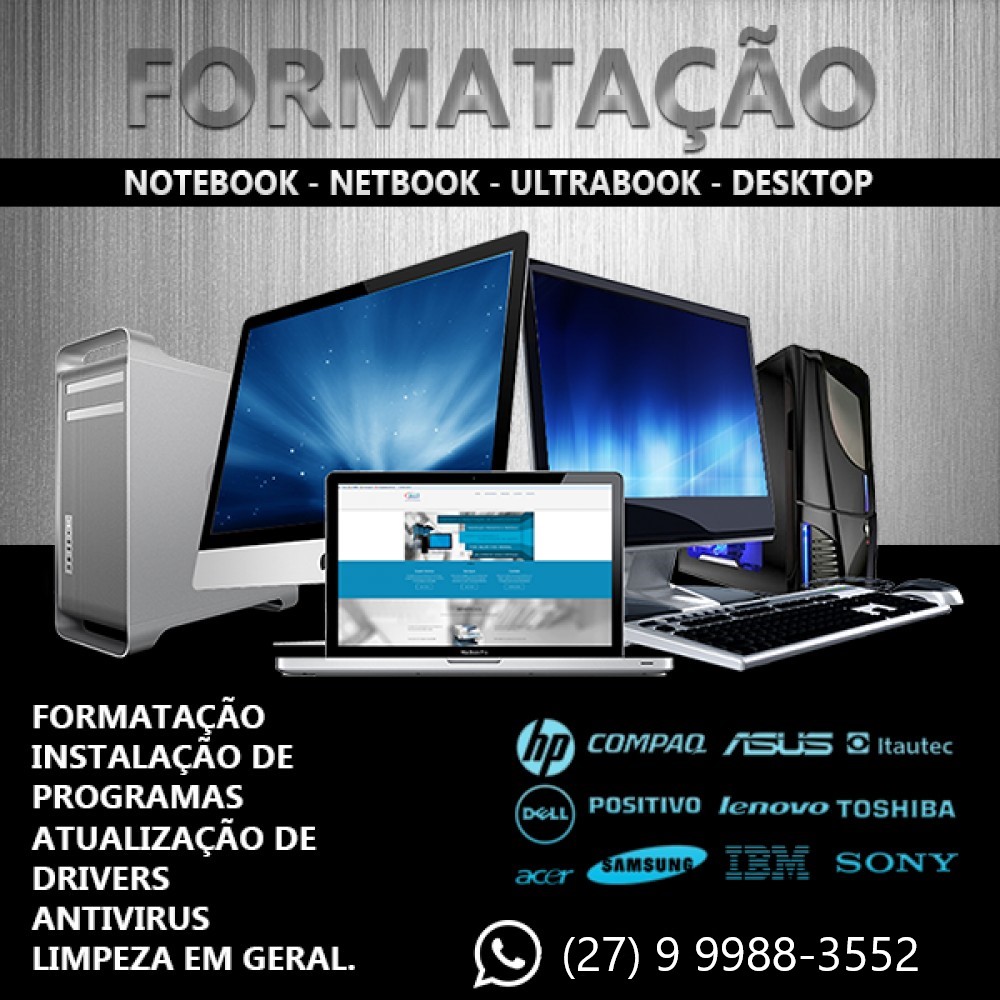 FORMATAÇÃO
NOTEBOOK - NETBOOK - ULTRABOOK - DESKTOP
FORMATAÇÃO
INSTALAÇÃO DE
PROGRAMAS
ATUALIZAÇÃO DE
DRIVERS
ANTIVIRUS
LIMPEZA EM GERAL.
hp COMPAQ ASUS Itautec
DELL POSITIVO lenovo TOSHIBA
acer SAMSUNG IBM SONY
(27) 9 9988-3552